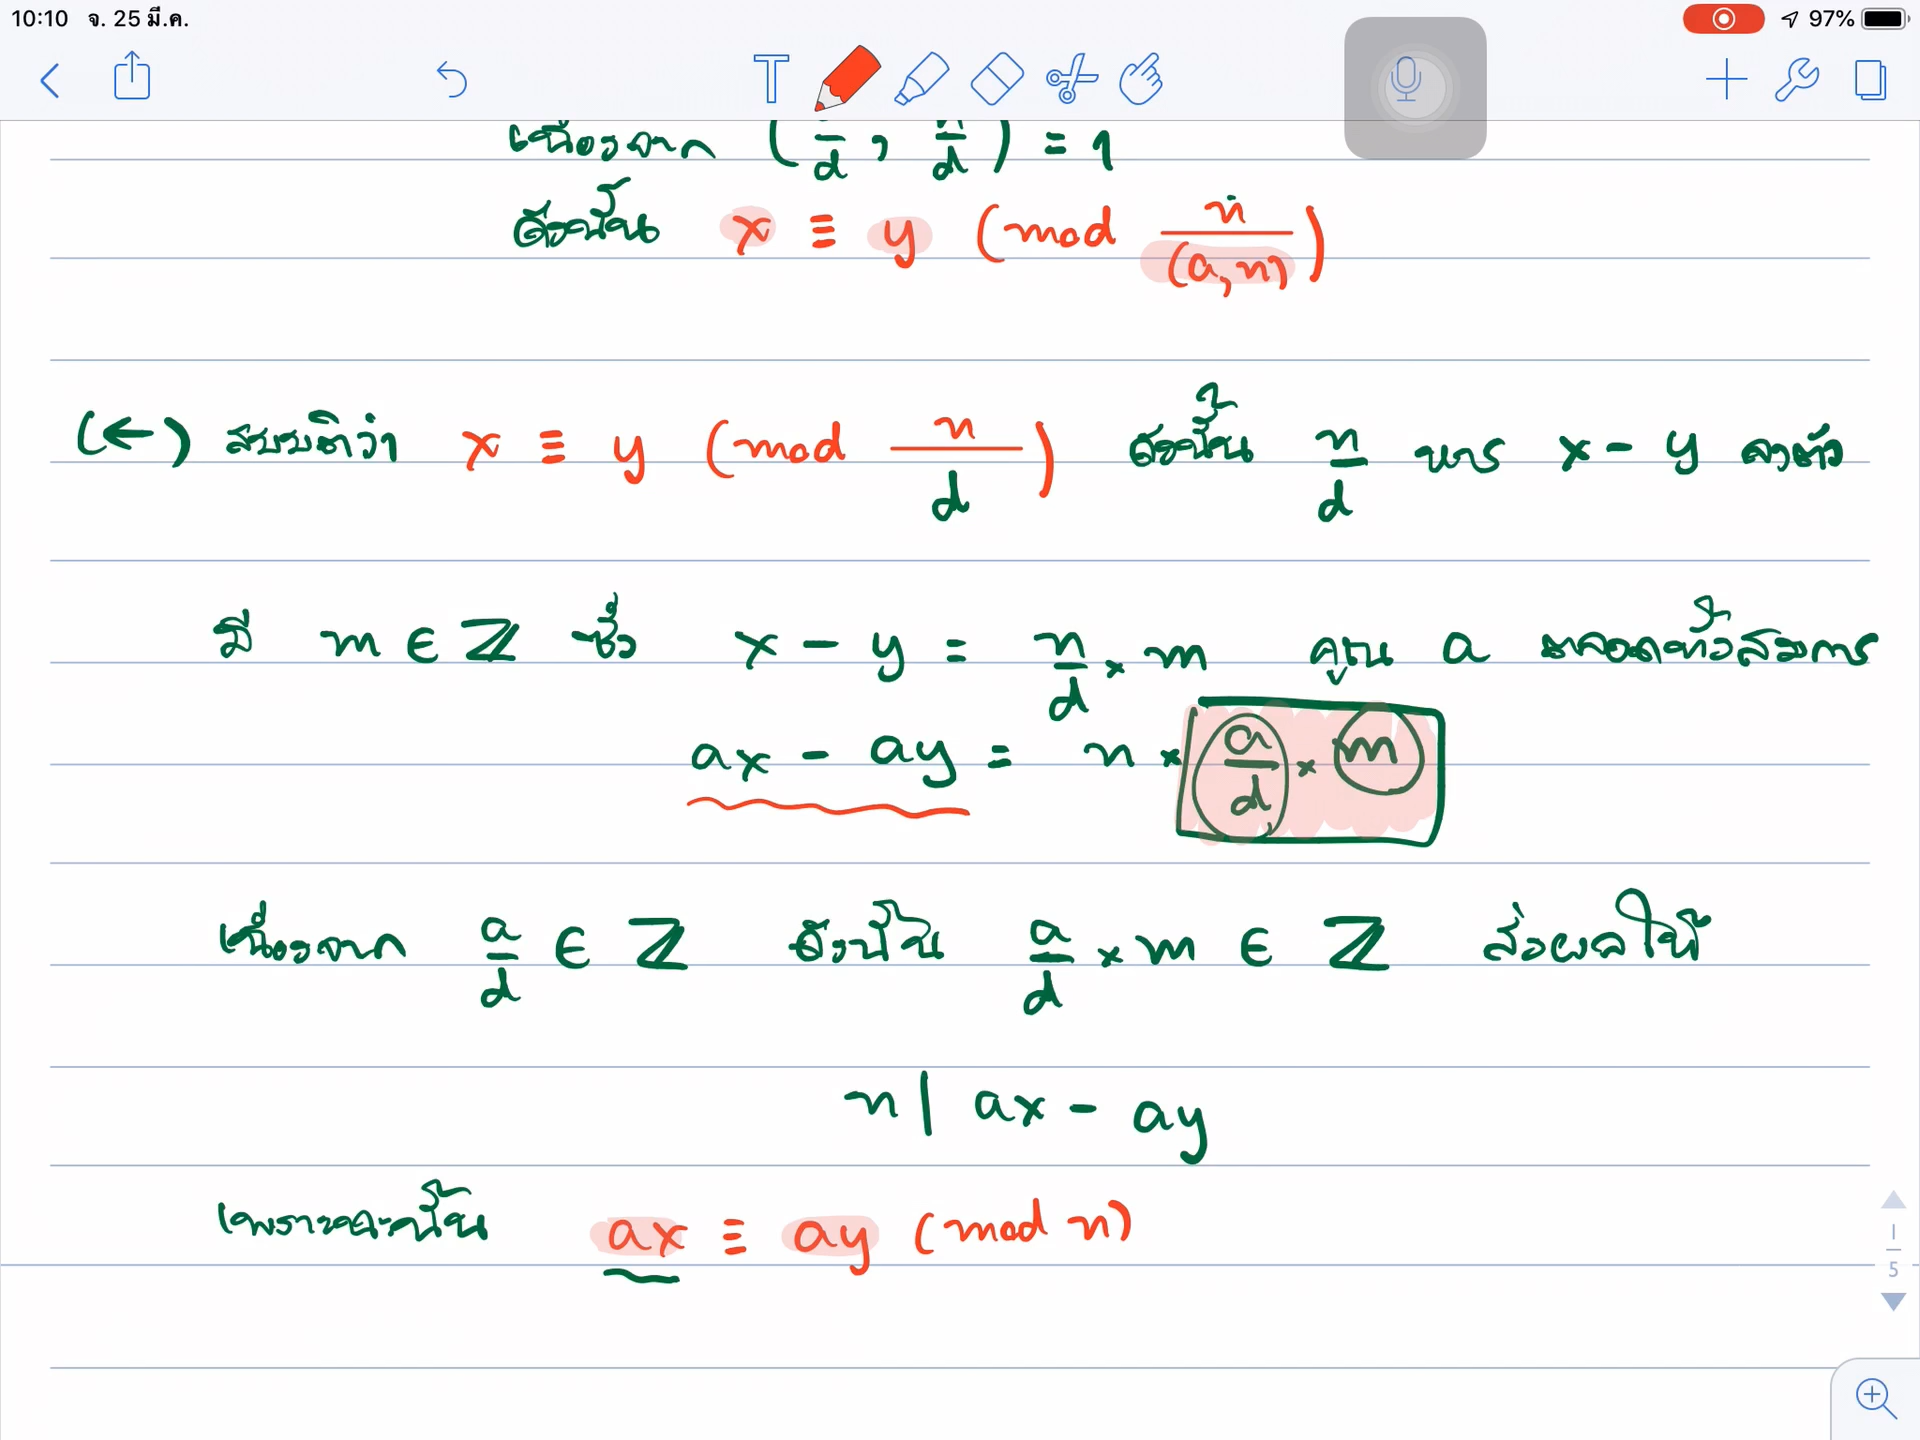 10:10 จ. 25 มี.ค. 97%
เนื่องจาก ( /d , n/d ) = 1
ดังนั้น x ≡ y (mod n/(a,n))
(←) สมมติว่า x ≡ y (mod n/d) ดังนั้น n/d หาร x - y ลงตัว
มี m ∈ ℤ ซึ่ง x - y = n/d × m คูณ a ตลอดทั้งสมการ
ax - ay = n × a/d × m
เนื่องจาก a/d ∈ ℤ ดังนั้น a/d × m ∈ ℤ ส่งผลให้
n | ax - ay
เพราะฉะนั้น ax ≡ ay (mod n)
1
5